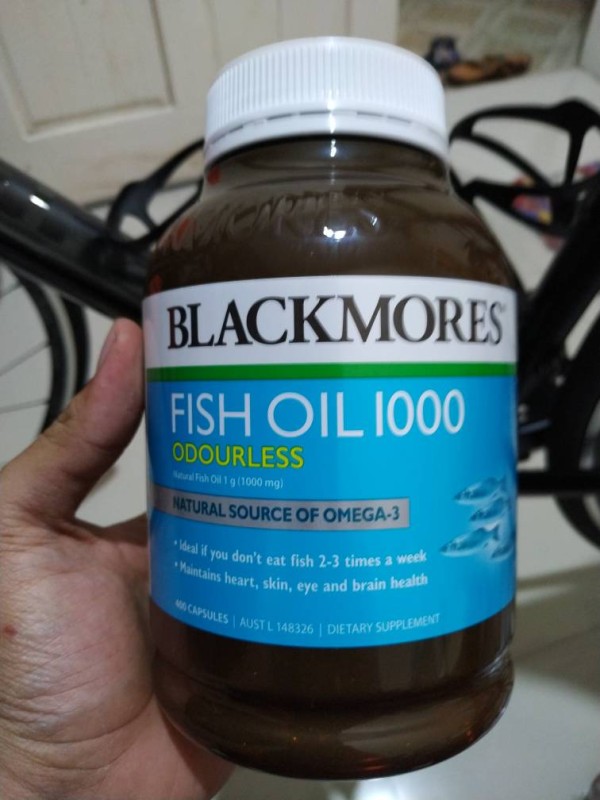 BLACKMORES®
FISH OIL 1000
ODOURLESS
Natural Fish Oil 1 g (1000 mg)
NATURAL SOURCE OF OMEGA-3
• Ideal if you don't eat fish 2-3 times a week
• Maintains heart, skin, eye and brain health
400 CAPSULES | AUST L 148326 | DIETARY SUPPLEMENT